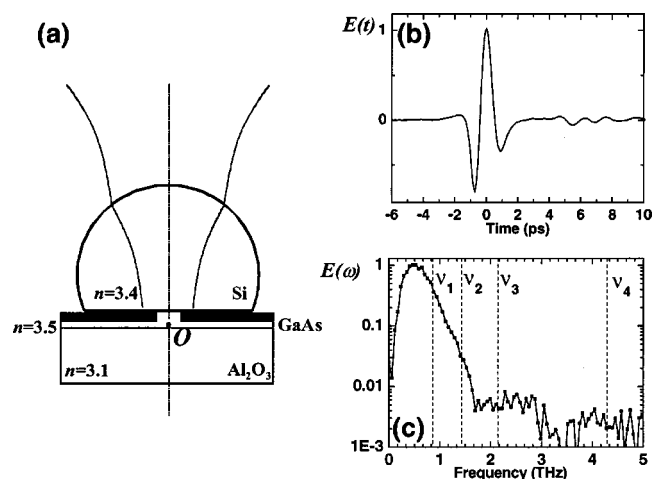 (a)
n=3.4
Si
n=3.5
O
GaAs
n=3.1
Al₂O₃
E(t)
(b)
1
0
-6 -4 -2 0 2 4 6 8 10
Time (ps)
E(ω)
1
0.1
0.01
1E-3
ν₁
ν₂
ν₃
ν₄
(c)
0 1 2 3 4 5
Frequency (THz)